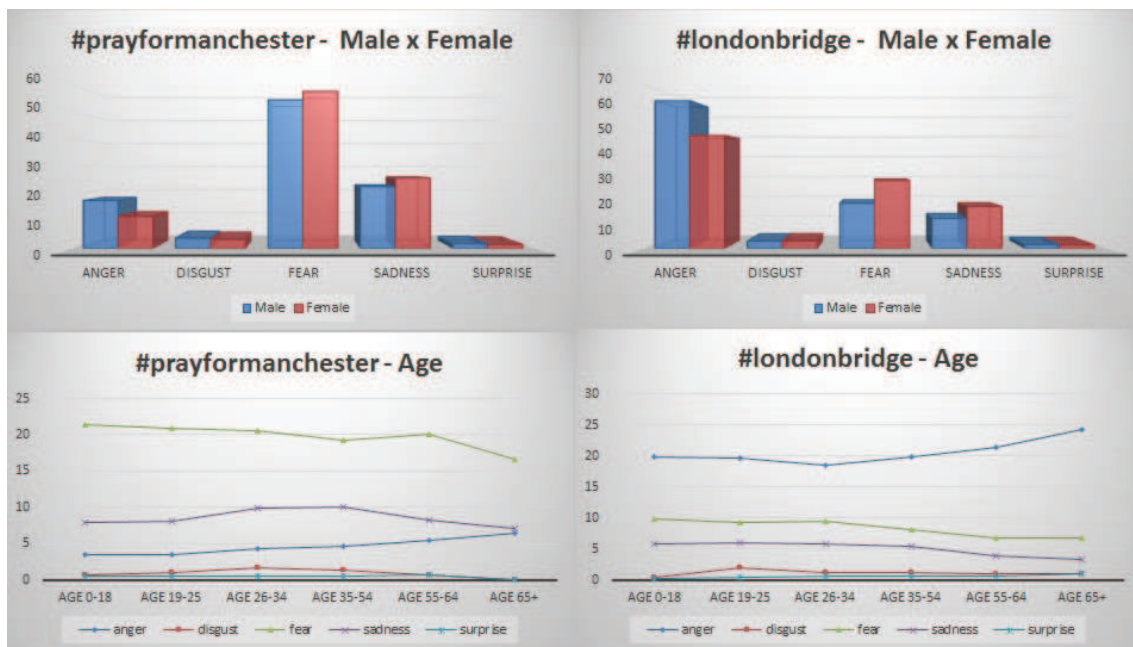 #prayformanchester - Male x Female
60
50
40
30
20
10
0
ANGER DISGUST FEAR SADNESS SURPRISE
Male Female
#londonbridge - Male x Female
70
60
50
40
30
20
10
0
ANGER DISGUST FEAR SADNESS SURPRISE
Male Female
#prayformanchester - Age
25
20
15
10
5
0
AGE 0-18 AGE 19-25 AGE 26-34 AGE 35-54 AGE 55-64 AGE 65+
anger disgust fear sadness surprise
#londonbridge - Age
30
25
20
15
10
5
0
AGE 0-18 AGE 19-25 AGE 26-34 AGE 35-54 AGE 55-64 AGE 65+
anger disgust fear sadness surprise